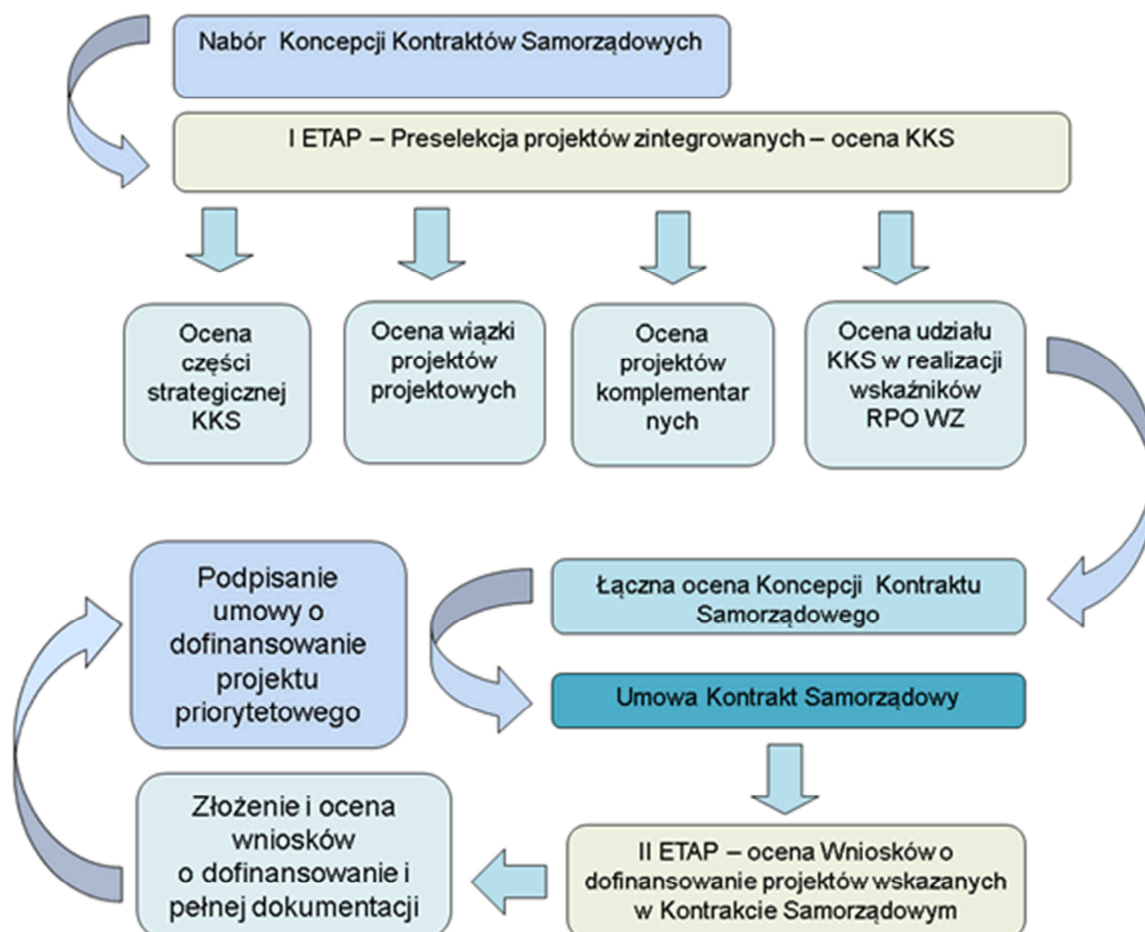 Nabór Koncepcji Kontraktów Samorządowych
I ETAP – Preselekcja projektów zintegrowanych – ocena KKS
Ocena
części
strategicznej
KKS
Ocena wiązki
projektów
projektowych
Ocena
projektów
komplementar
nych
Ocena udziału
KKS w realizacji
wskaźników
RPO WZ
Łączna ocena Koncepcji Kontraktu
Samorządowego
Umowa Kontrakt Samorządowy
II ETAP – ocena Wniosków o
dofinansowanie projektów wskazanych
w Kontrakcie Samorządowym
Złożenie i ocena
wniosków
o dofinansowanie i
pełnej dokumentacji
Podpisanie
umowy o
dofinansowanie
projektu
priorytetowego